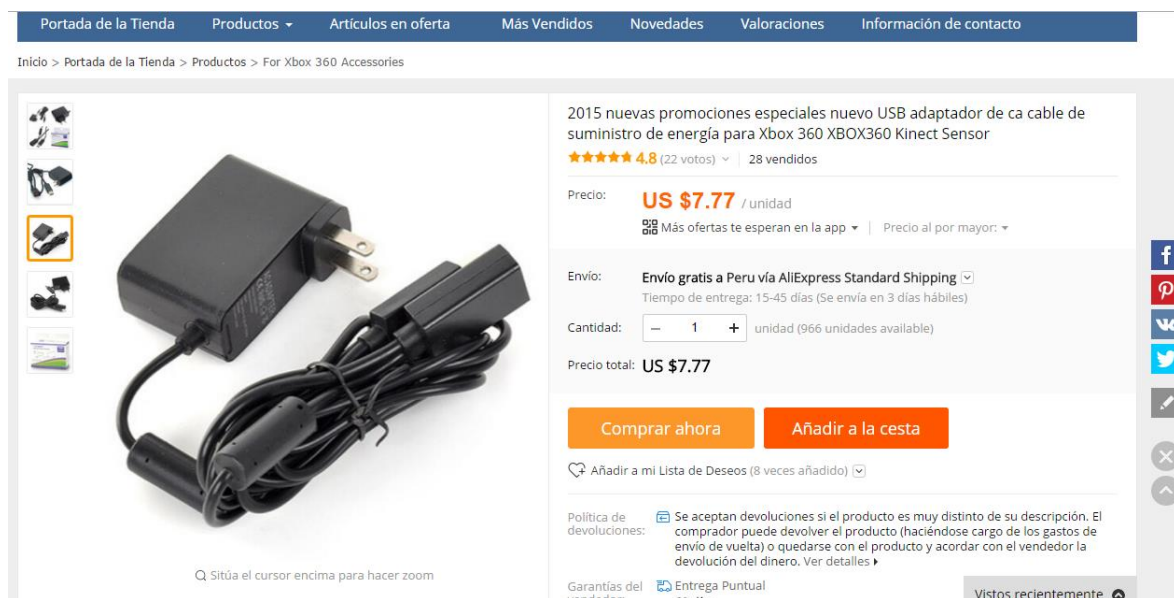 Portada de la Tienda Productos Artículos en oferta Más Vendidos Novedades Valoraciones Información de contacto
Inicio > Portada de la Tienda > Productos > For Xbox 360 Accessories
2015 nuevas promociones especiales nuevo USB adaptador de ca cable de
suministro de energía para Xbox 360 XBOX360 Kinect Sensor
4.8 (22 votos) 28 vendidos
Precio: US $7.77 / unidad
Más ofertas te esperan en la app | Precio al por mayor:
Envío: Envío gratis a Peru vía AliExpress Standard Shipping
Tiempo de entrega: 15-45 días (Se envía en 3 días hábiles)
Cantidad: – 1 + unidad (966 unidades available)
Precio total: US $7.77
Comprar ahora Añadir a la cesta
Añadir a mi Lista de Deseos (8 veces añadido)
Política de devoluciones: Se aceptan devoluciones si el producto es muy distinto de su descripción. El
comprador puede devolver el producto (haciéndose cargo de los gastos de
envío de vuelta) o quedarse con el producto y acordar con el vendedor la
devolución del dinero. Ver detalles
Sitúa el cursor encima para hacer zoom
Garantías del Entrega Puntual
Vistos recientemente